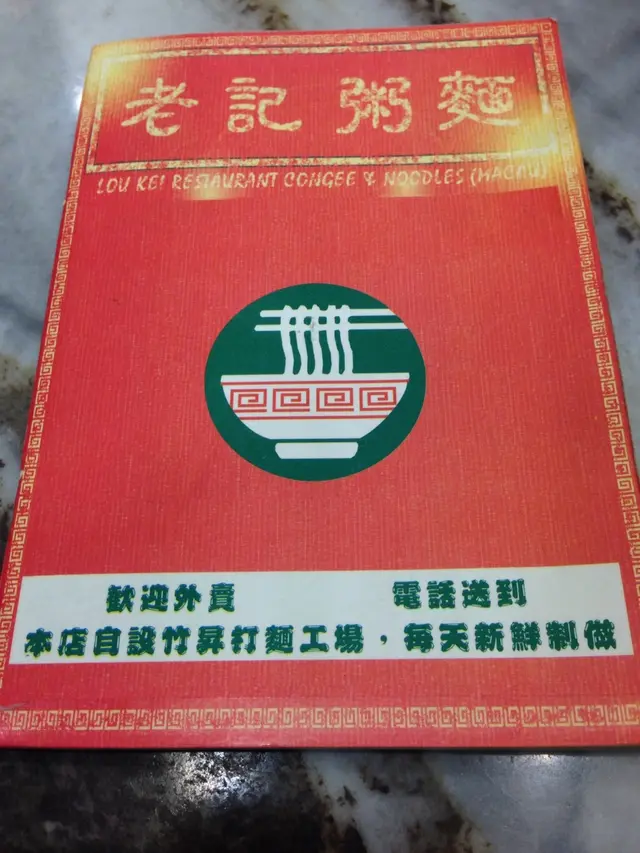 老記粥麵
LOU KEI RESTAURANT CONGEE & NOODLES (MACAU)
歡迎外賣 電話送到
本店自設竹昇打麵工場，每天新鮮制做